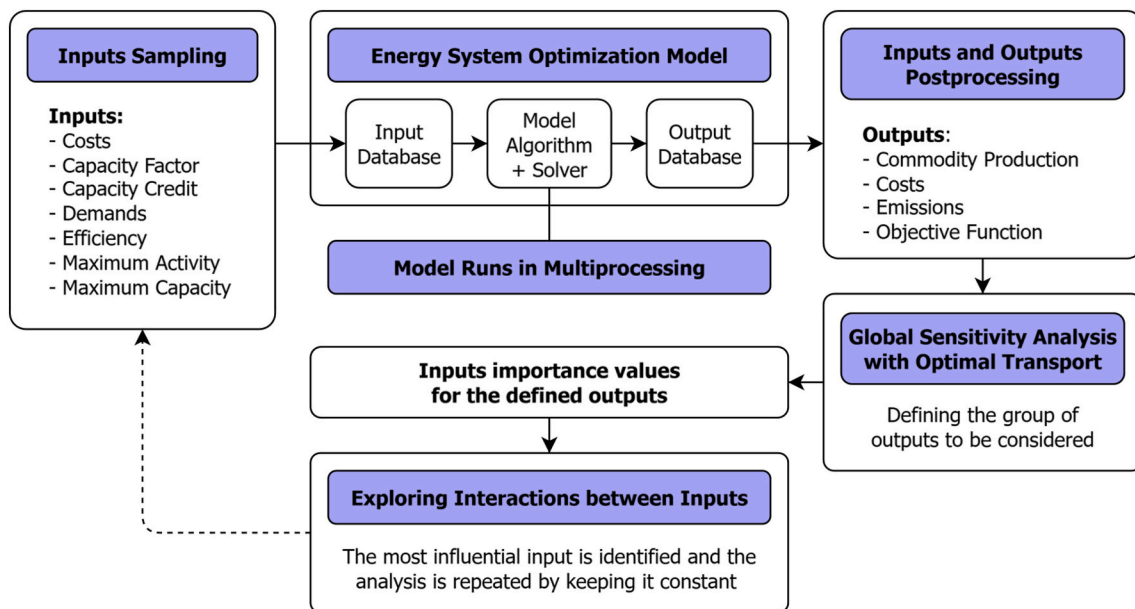 Inputs Sampling
Inputs:
- Costs
- Capacity Factor
- Capacity Credit
- Demands
- Efficiency
- Maximum Activity
- Maximum Capacity
Energy System Optimization Model
Input
Database
Model
Algorithm
+ Solver
Output
Database
Model Runs in Multiprocessing
Inputs and Outputs
Postprocessing
Outputs:
- Commodity Production
- Costs
- Emissions
- Objective Function
Global Sensitivity Analysis
with Optimal Transport
Defining the group of
outputs to be considered
Inputs importance values
for the defined outputs
Exploring Interactions between Inputs
The most influential input is identified and the
analysis is repeated by keeping it constant